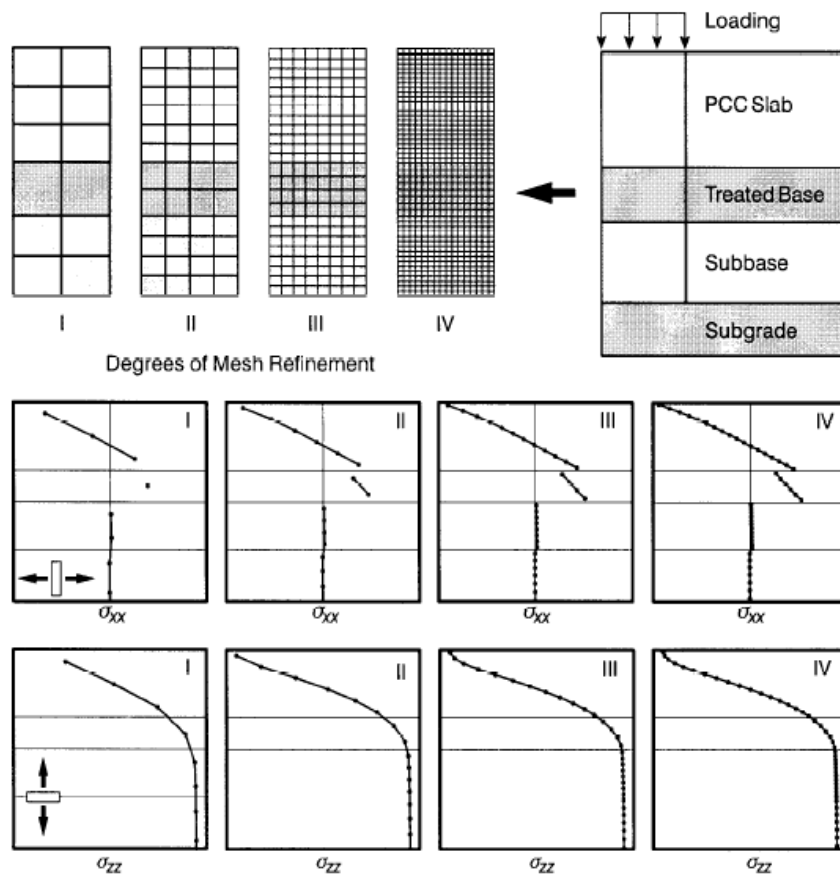 Loading
PCC Slab
Treated Base
Subbase
Subgrade
I II III IV
Degrees of Mesh Refinement
I II III IV
σxx σxx σxx σxx
I II III IV
σzz σzz σzz σzz